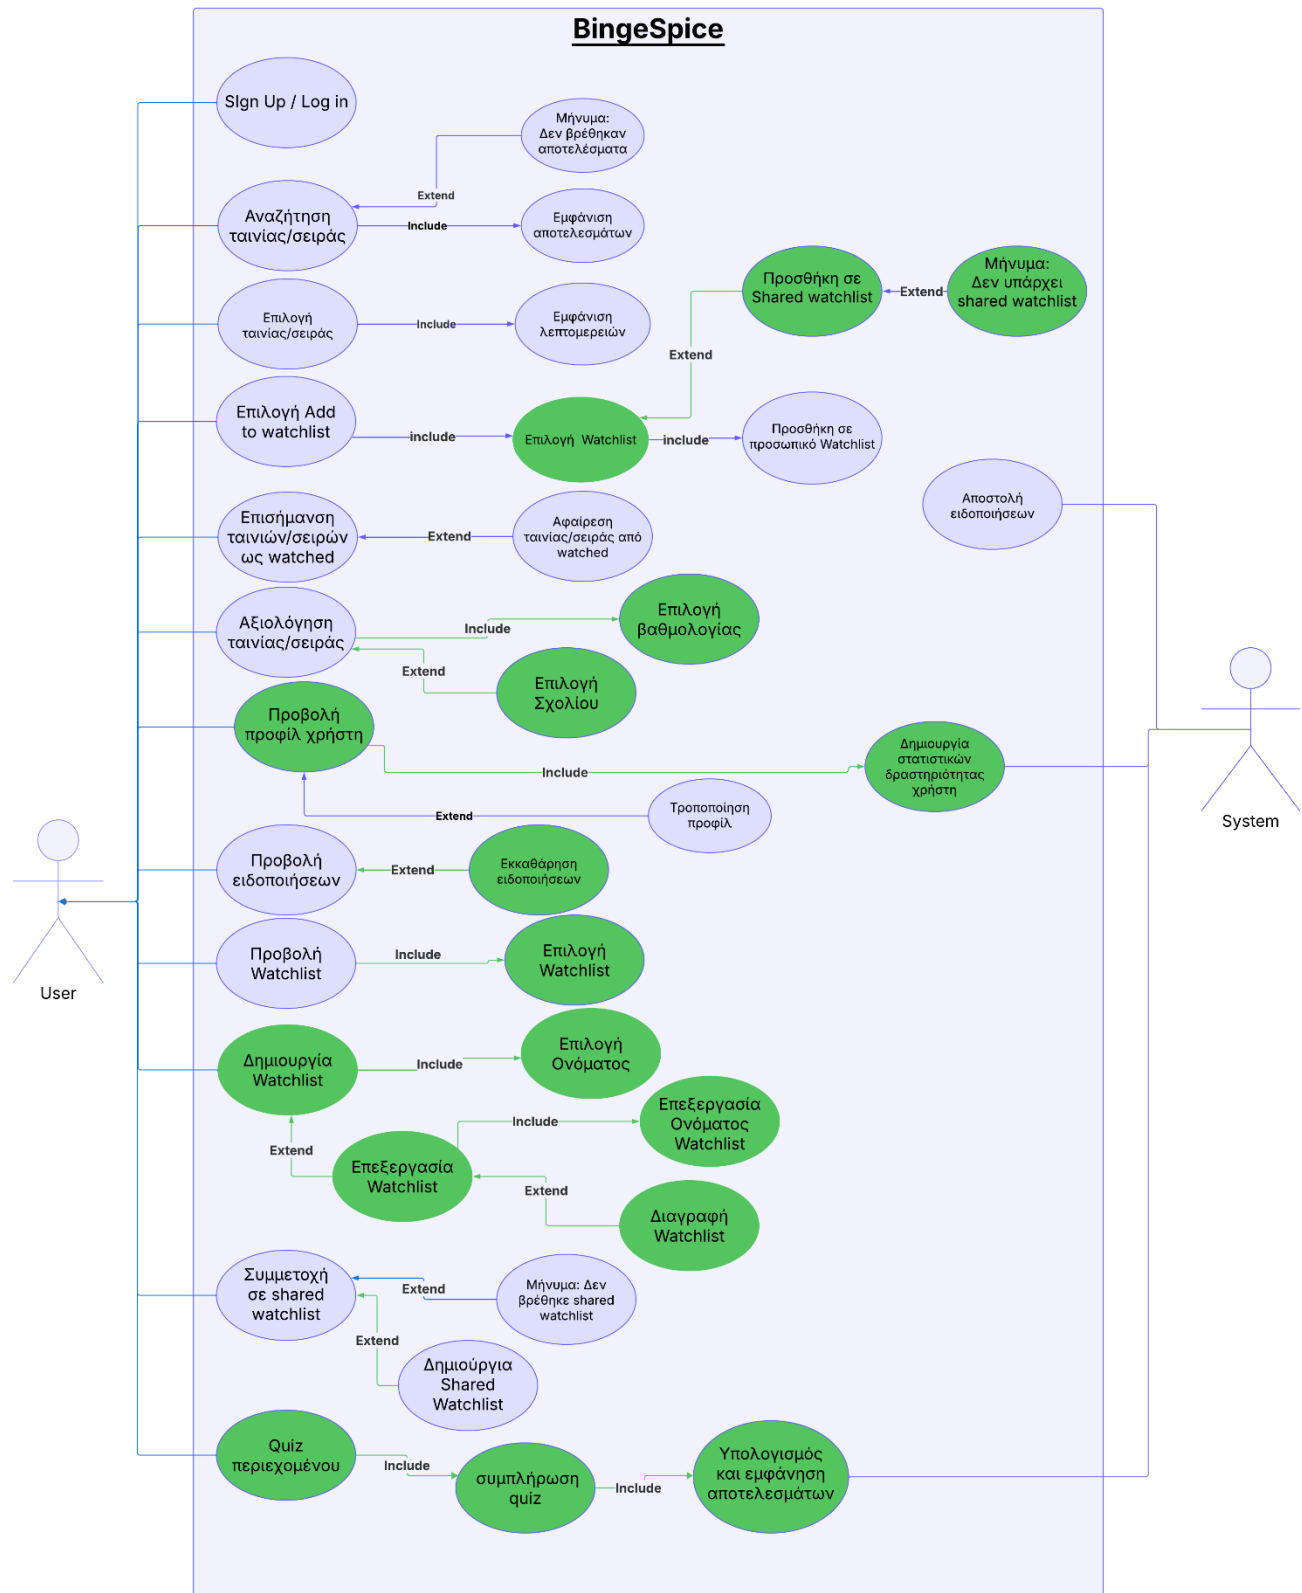 BingeSpice
SIgn Up / Log in
Μήνυμα:
Δεν βρέθηκαν
αποτελέσματα
Extend
Αναζήτηση
ταινίας/σειράς
Include
Εμφάνιση
αποτελεσμάτων
Προσθήκη σε
Shared watchlist
Extend
Μήνυμα:
Δεν υπάρχει
shared watchlist
Επιλογή
ταινίας/σειράς
Include
Εμφάνιση
λεπτομερειών
Extend
Επιλογή Add
to watchlist
include
Επιλογή Watchlist
include
Προσθήκη σε
προσωπικό Watchlist
Αποστολή
ειδοποιήσεων
Επισήμανση
ταινιών/σειρών
ως watched
Extend
Αφαίρεση
ταινίας/σειράς από
watched
Αξιολόγηση
ταινίας/σειράς
Include
Επιλογή
βαθμολογίας
Extend
Επιλογή
Σχολίου
Προβολή
προφίλ χρήστη
Include
Δημιουργία
στατιστικών
δραστηριότητας
χρήστη
Extend
Τροποποίηση
προφίλ
System
Προβολή
ειδοποιήσεων
Extend
Εκκαθάρηση
ειδοποιήσεων
Προβολή
Watchlist
Include
Επιλογή
Watchlist
User
Δημιουργία
Watchlist
Include
Επιλογή
Ονόματος
Extend
Επεξεργασία
Watchlist
Include
Επεξεργασία
Ονόματος
Watchlist
Extend
Διαγραφή
Watchlist
Συμμετοχή
σε shared
watchlist
Extend
Μήνυμα: Δεν
βρέθηκε shared
watchlist
Extend
Δημιούργια
Shared
Watchlist
Quiz
περιεχομένου
Include
συμπλήρωση
quiz
Include
Υπολογισμός
και εμφάνηση
αποτελεσμάτων